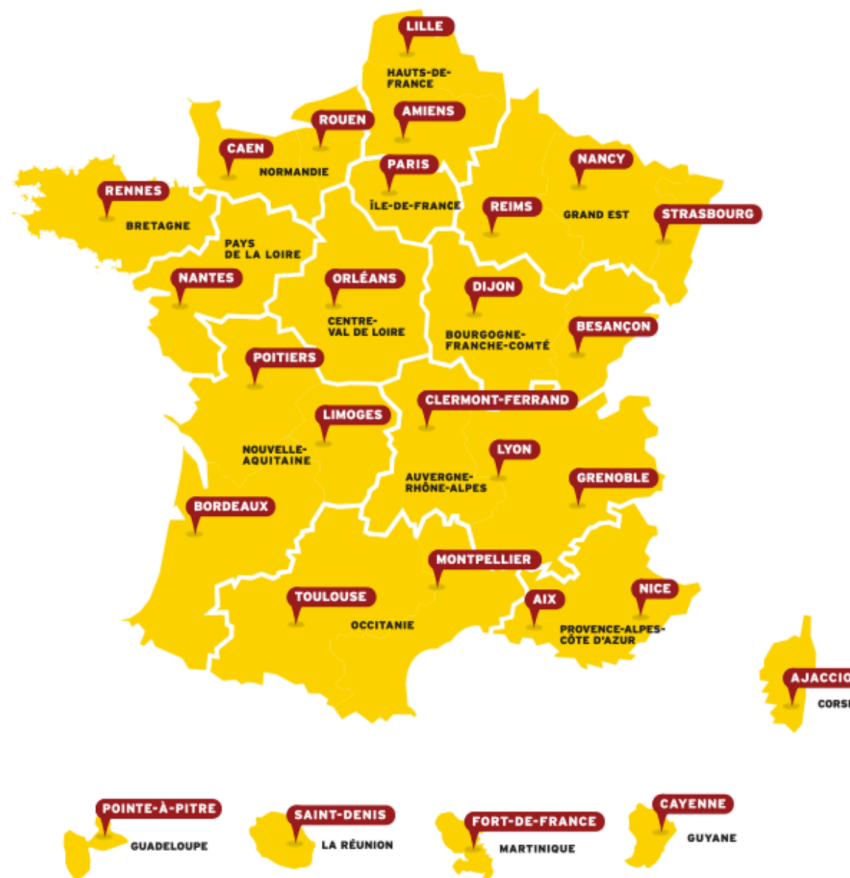 LILLE
HAUTS-DE-
FRANCE
AMIENS
ROUEN
CAEN
NORMANDIE
PARIS
ÎLE-DE-FRANCE
NANCY
REIMS
GRAND EST
STRASBOURG
RENNES
BRETAGNE
PAYS
DE LA LOIRE
NANTES
ORLÉANS
CENTRE-
VAL DE LOIRE
DIJON
BOURGOGNE-
FRANCHE-COMTÉ
BESANÇON
POITIERS
LIMOGES
NOUVELLE-
AQUITAINE
BORDEAUX
CLERMONT-FERRAND
LYON
AUVERGNE-
RHÔNE-ALPES
GRENOBLE
MONTPELLIER
TOULOUSE
OCCITANIE
AIX
NICE
PROVENCE-ALPES-
CÔTE D'AZUR
AJACCIO
CORS
POINTE-À-PITRE
GUADELOUPE
SAINT-DENIS
LA RÉUNION
FORT-DE-FRANCE
MARTINIQUE
CAYENNE
GUYANE